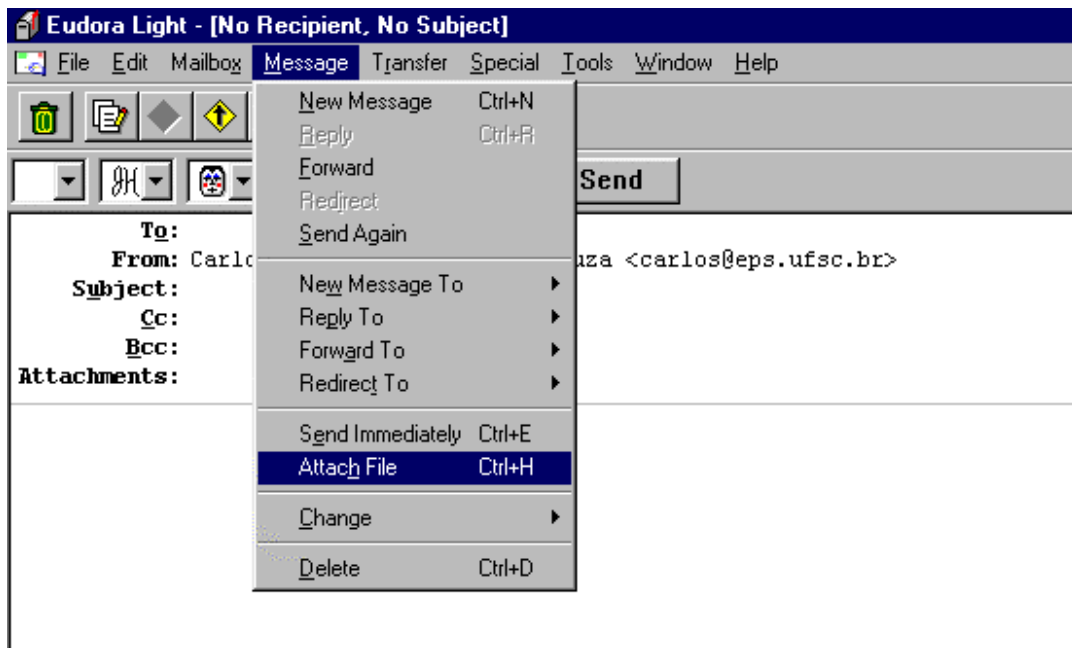 Eudora Light - [No Recipient, No Subject]
File Edit Mailbox Message Transfer Special Tools Window Help
New Message Ctrl+N
Reply Ctrl+R
Forward
Redirect
Send Again
New Message To
Reply To
Forward To
Redirect To
Send Immediately Ctrl+E
Attach File Ctrl+H
Change
Delete Ctrl+D
Send
To:
From: Carlo uza <carlos@eps.ufsc.br>
Subject:
Cc:
Bcc:
Attachments: